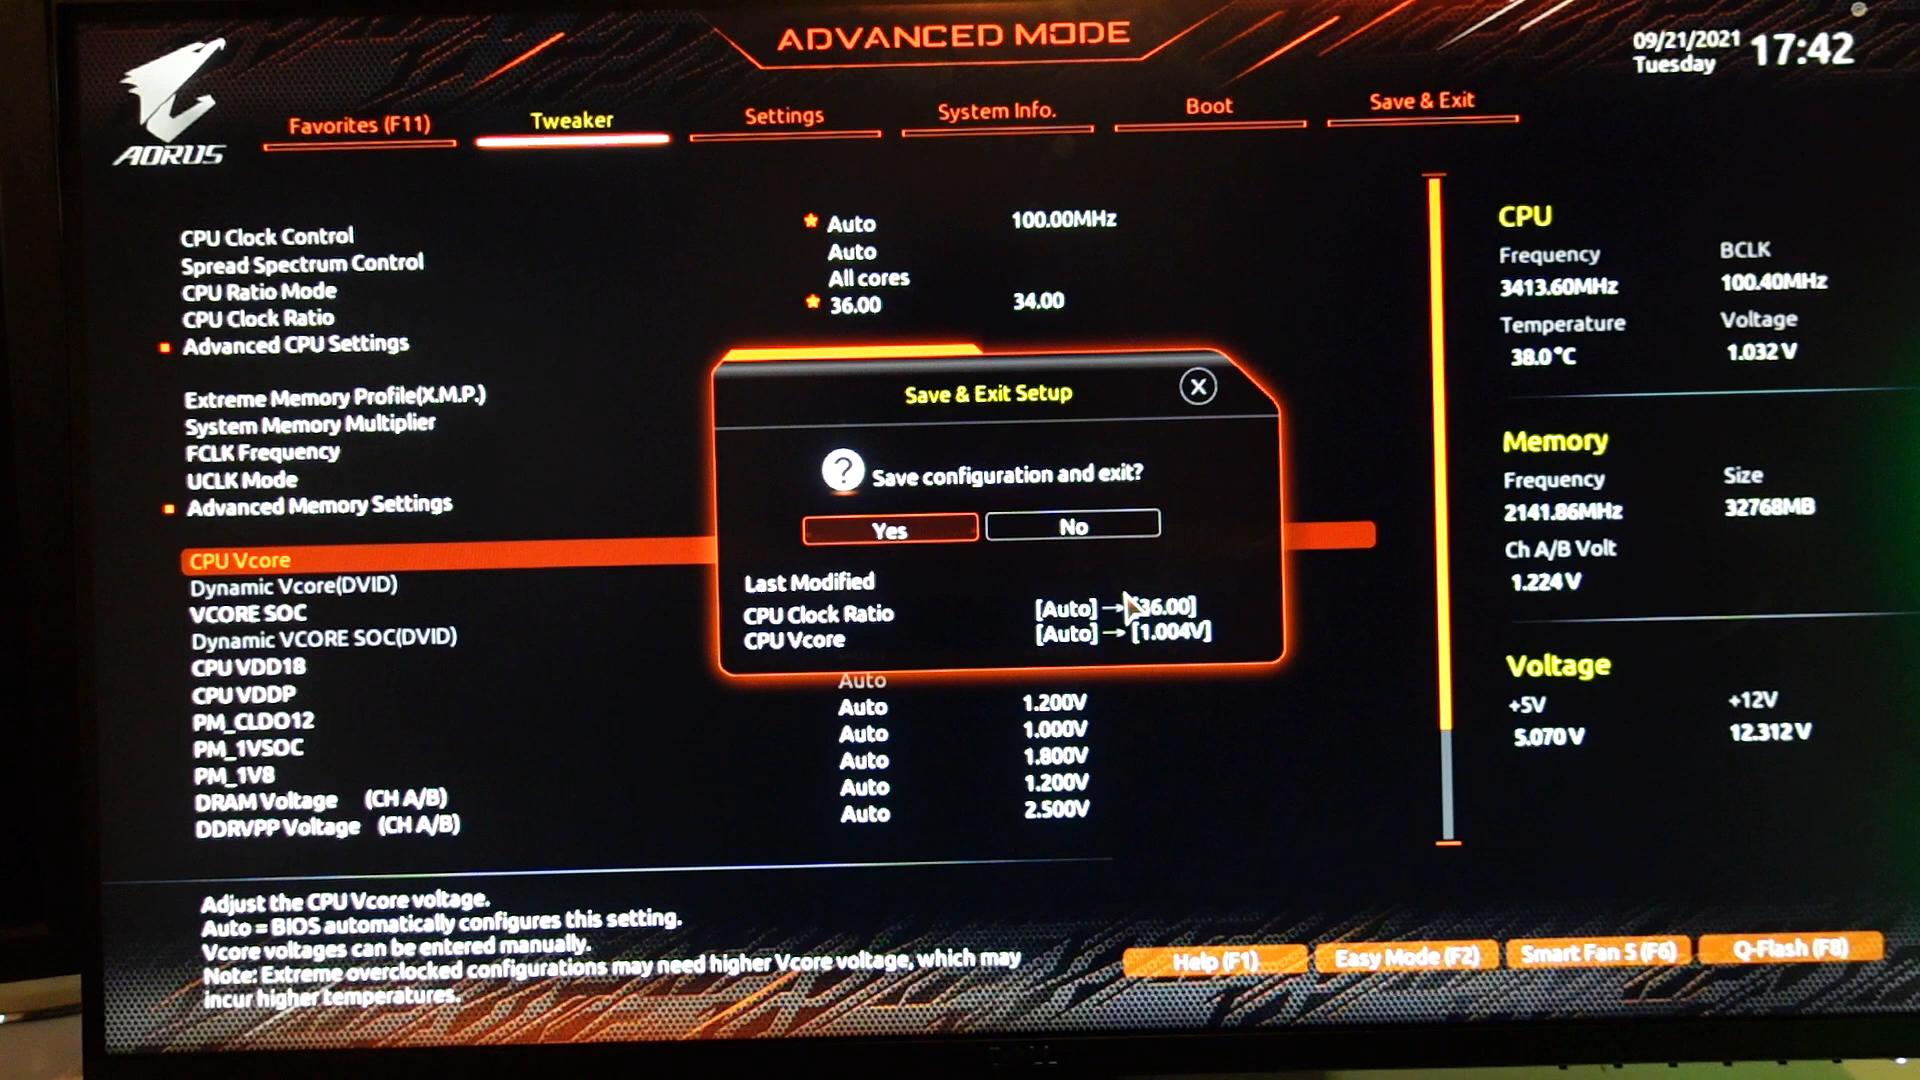 ADVANCED MODE
09/21/2021
Tuesday
17:42
AORUS
Favorites (F11)
Tweaker
Settings
System Info.
Boot
Save & Exit
CPU Clock Control
★ Auto
100.00MHz
Spread Spectrum Control
Auto
CPU Ratio Mode
All cores
CPU Clock Ratio
★ 36.00
34.00
Advanced CPU Settings
Extreme Memory Profile(X.M.P.)
System Memory Multiplier
FCLK Frequency
UCLK Mode
Advanced Memory Settings
CPU Vcore
Dynamic Vcore(DVID)
VCORE SOC
Dynamic VCORE SOC(DVID)
CPU VDD18
CPU VDDP
PM_CLDO12
PM_1VSOC
PM_1V8
DRAM Voltage (CH A/B)
DDRVPP Voltage (CH A/B)
Auto
Auto
1.200V
Auto
1.000V
Auto
1.800V
Auto
1.200V
Auto
2.500V
Save & Exit Setup
Save configuration and exit?
Yes
No
Last Modified
CPU Clock Ratio
[Auto] → [36.00]
CPU Vcore
[Auto] → [1.004V]
CPU
Frequency
BCLK
3413.60MHz
100.40MHz
Temperature
Voltage
38.0 °C
1.032 V
Memory
Frequency
Size
2141.86MHz
32768MB
Ch A/B Volt
1.224 V
Voltage
+5V
+12V
5.070 V
12.312 V
Adjust the CPU Vcore voltage.
Auto = BIOS automatically configures this setting.
Vcore voltages can be entered manually.
Note: Extreme overclocked configurations may need higher Vcore voltage, which may
incur higher temperatures.
Help (F1)
Easy Mode (F2)
Smart Fan 5 (F6)
Q-Flash (F8)
DELL